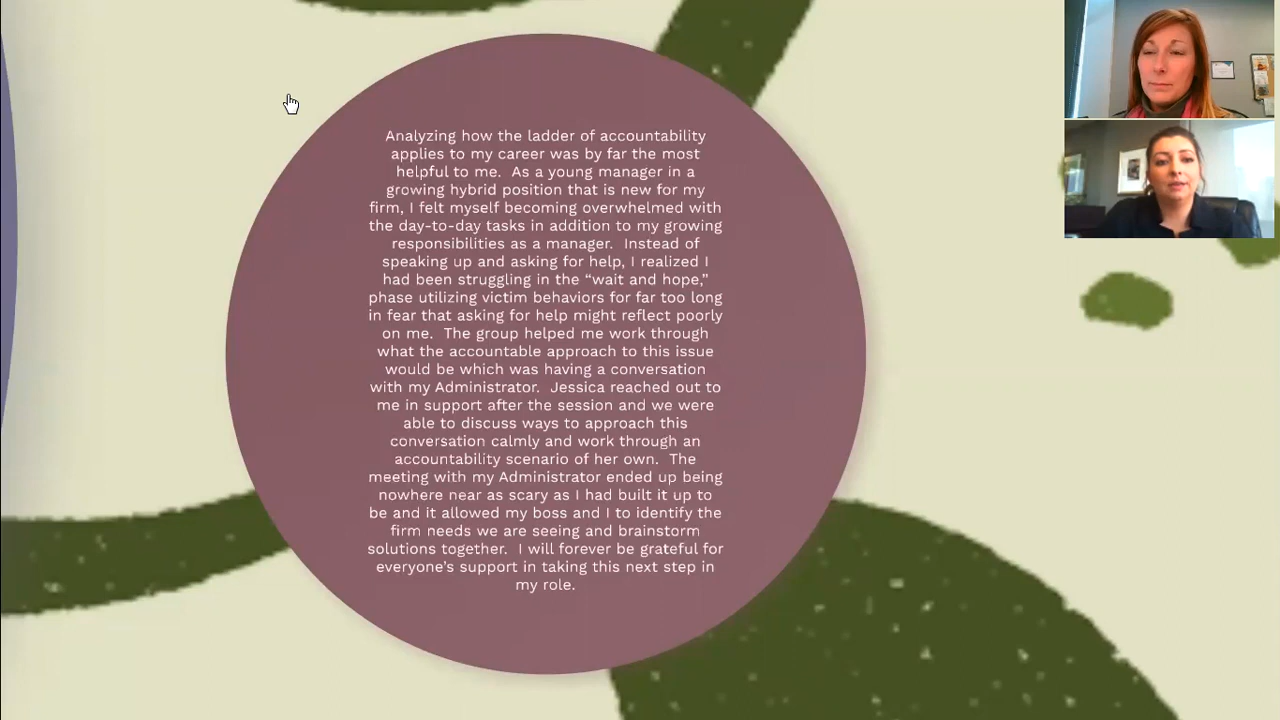 Analyzing how the ladder of accountability
applies to my career was by far the most
helpful to me.  As a young manager in a
growing hybrid position that is new for my
firm, I felt myself becoming overwhelmed with
the day-to-day tasks in addition to my growing
responsibilities as a manager.  Instead of
speaking up and asking for help, I realized I
had been struggling in the “wait and hope,”
phase utilizing victim behaviors for far too long
in fear that asking for help might reflect poorly
on me.  The group helped me work through
what the accountable approach to this issue
would be which was having a conversation
with my Administrator.  Jessica reached out to
me in support after the session and we were
able to discuss ways to approach this
conversation calmly and work through an
accountability scenario of her own.  The
meeting with my Administrator ended up being
nowhere near as scary as I had built it up to
be and it allowed my boss and I to identify the
firm needs we are seeing and brainstorm
solutions together.  I will forever be grateful for
everyone’s support in taking this next step in
my role.